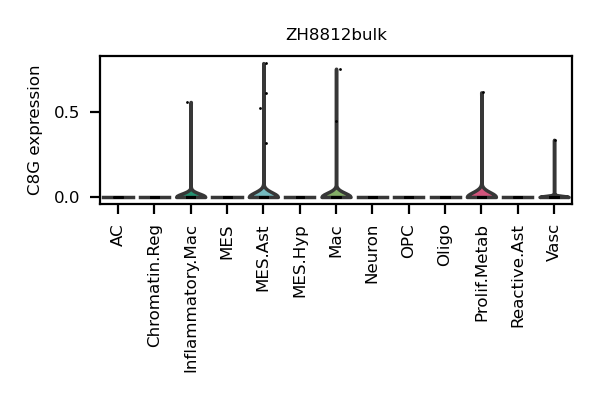 ZH8812bulk
C8G expression
0.5
0.0
AC
Chromatin.Reg
Inflammatory.Mac
MES
MES.Ast
MES.Hyp
Mac
Neuron
OPC
Oligo
Prolif.Metab
Reactive.Ast
Vasc